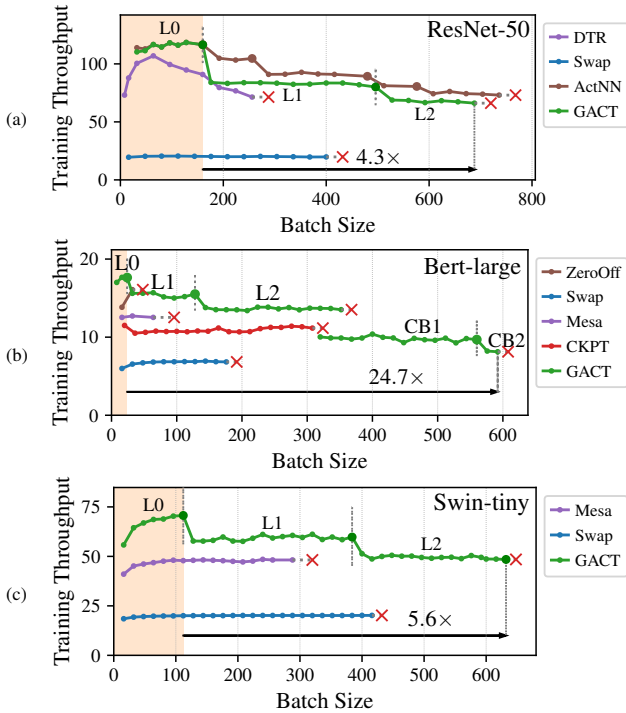 (a)
Training Throughput
100
50
0
L0
L1
L2
4.3×
ResNet-50
0 200 400 600 800
Batch Size
DTR
Swap
ActNN
GACT
(b)
Training Throughput
20
10
0
L0
L1
L2
CB1
CB2
24.7×
Bert-large
0 100 200 300 400 500 600
Batch Size
ZeroOff
Swap
Mesa
CKPT
GACT
(c)
Training Throughput
75
50
25
0
L0
L1
L2
5.6×
Swin-tiny
0 100 200 300 400 500 600
Batch Size
Mesa
Swap
GACT